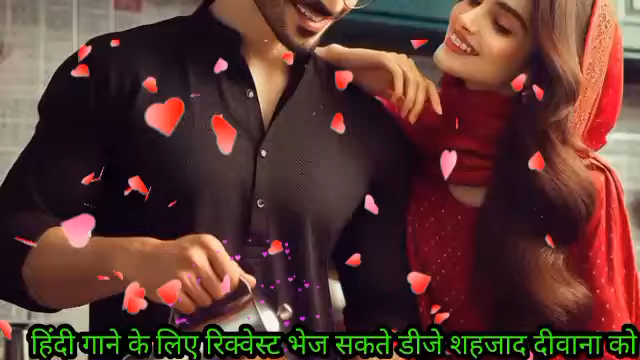 हिंदी गाने के लिए रिक्वेस्ट भेज सकते डीजे शहजाद दीवाना को